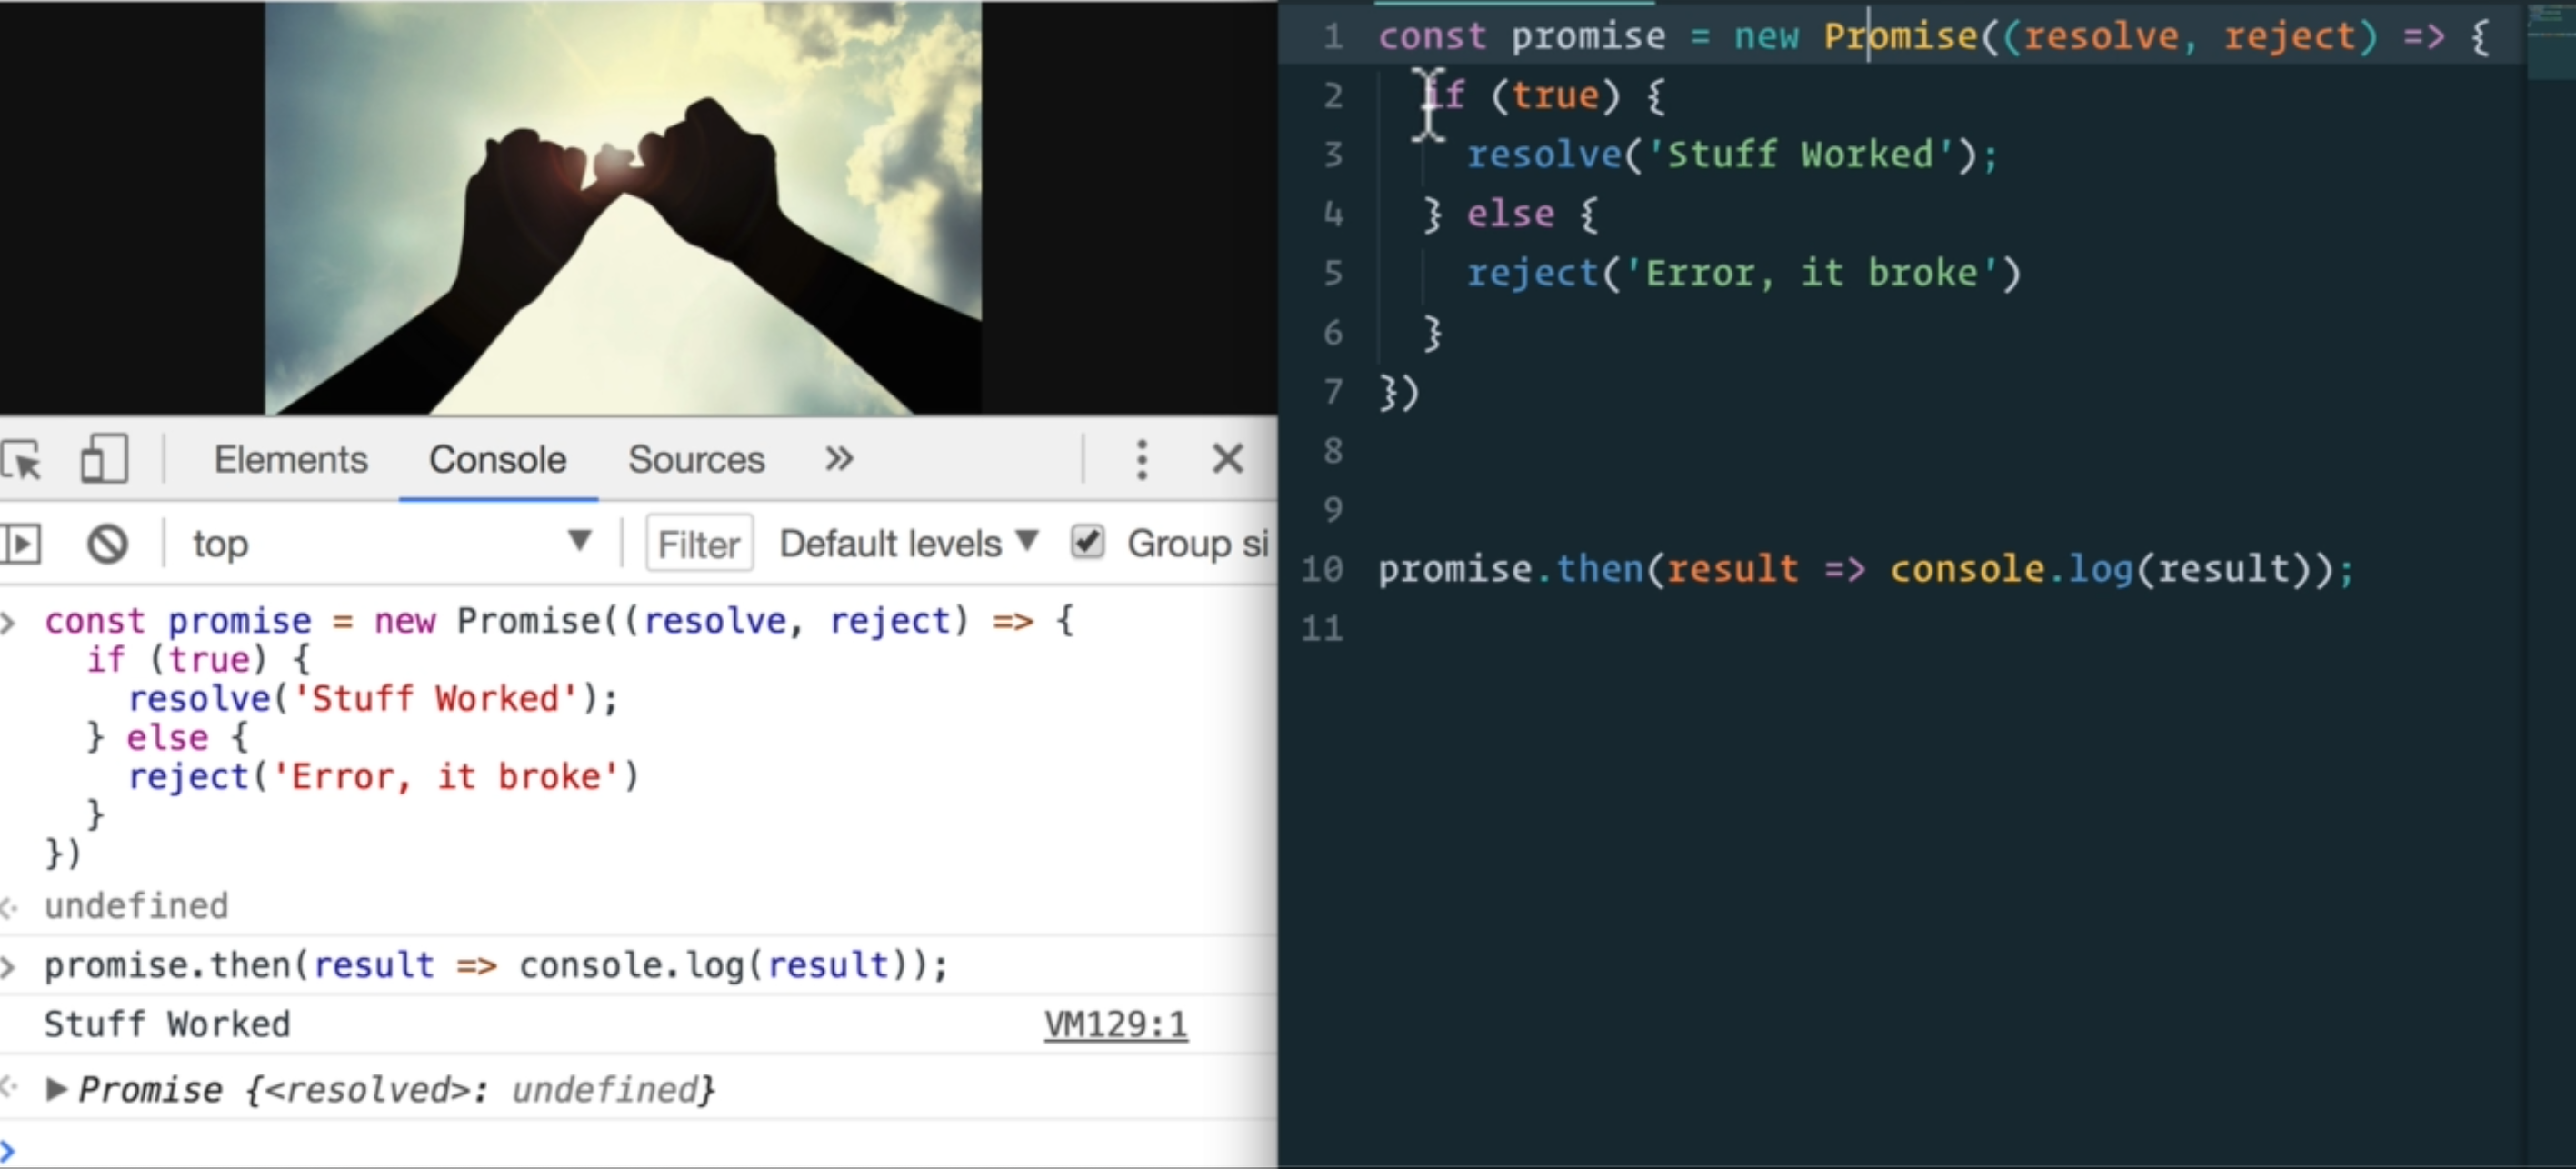 Elements Console Sources »
top Filter Default levels Group si
const promise = new Promise((resolve, reject) => {
if (true) {
resolve('Stuff Worked');
} else {
reject('Error, it broke')
}
})
undefined
promise.then(result => console.log(result));
Stuff Worked VM129:1
Promise {<resolved>: undefined}
1 const promise = new Promise((resolve, reject) => {
2 if (true) {
3 resolve('Stuff Worked');
4 } else {
5 reject('Error, it broke')
6 }
7 })
8
9
10 promise.then(result => console.log(result));
11